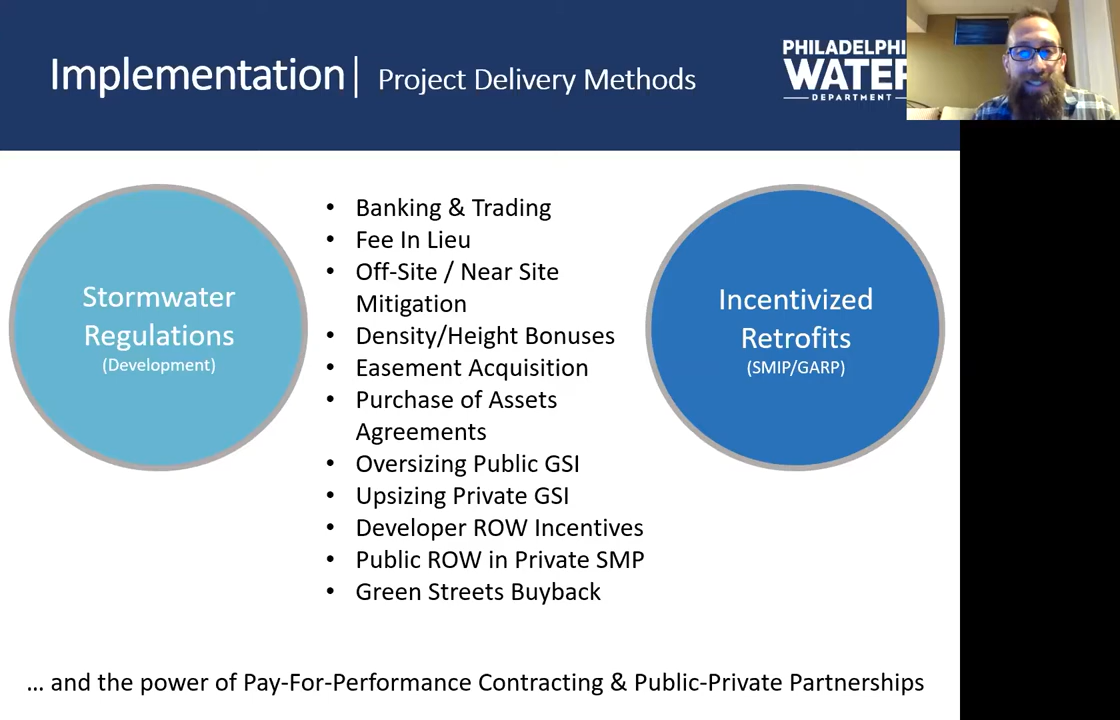 Implementation| Project Delivery Methods
WATER
DEPARTMENT
Stormwater
Regulations
(Development)
• Banking & Trading
• Fee In Lieu
• Off-Site / Near Site
Mitigation
• Density/Height Bonuses
• Easement Acquisition
• Purchase of Assets
Agreements
• Oversizing Public GSI
• Upsizing Private GSI
• Developer ROW Incentives
• Public ROW in Private SMP
• Green Streets Buyback
Incentivized
Retrofits
(SMIP/GARP)
... and the power of Pay-For-Performance Contracting & Public-Private Partnerships